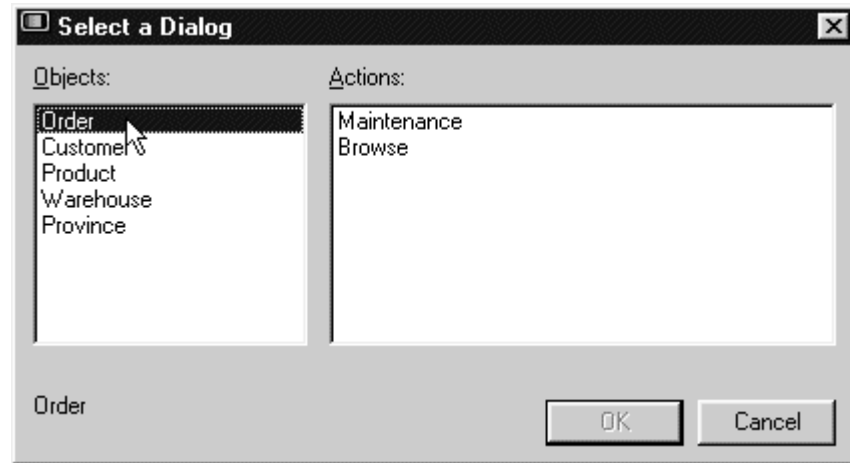 Select a Dialog
Objects:
Actions:
Order
Customer
Product
Warehouse
Province
Maintenance
Browse
Order
OK
Cancel